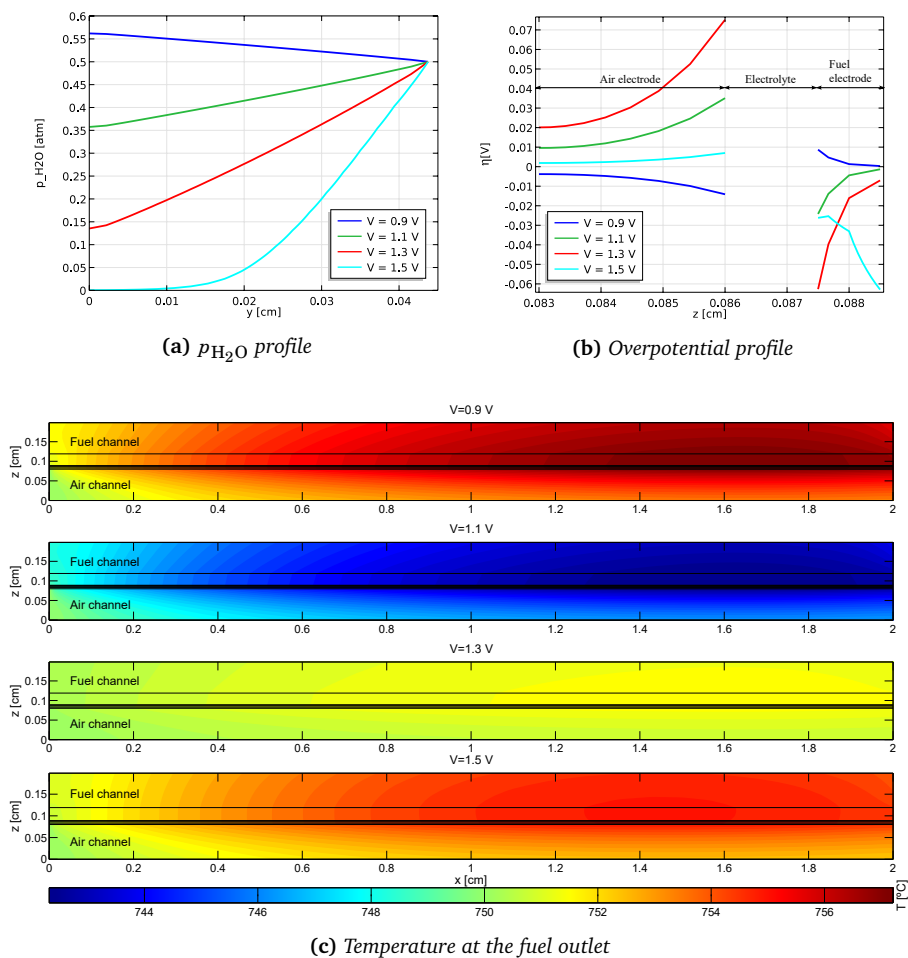 0.6
0.55
0.5
0.45
0.4
0.35
0.3
0.25
0.2
0.15
0.1
0.05
0
p_H2O [atm]
0 0.01 0.02 0.03 0.04
y [cm]
V = 0.9 V
V = 1.1 V
V = 1.3 V
V = 1.5 V
(a) pH₂O profile
0.07
0.06
0.05
0.04
0.03
0.02
0.01
0
-0.01
-0.02
-0.03
-0.04
-0.05
-0.06
η[V]
Air electrode
Electrolyte
Fuel
electrode
V = 0.9 V
V = 1.1 V
V = 1.3 V
V = 1.5 V
0.083 0.084 0.085 0.086 0.087 0.088
z [cm]
(b) Overpotential profile
V=0.9 V
z [cm]
0.15
0.1
0.05
0
Fuel channel
Air channel
0 0.2 0.4 0.6 0.8 1 1.2 1.4 1.6 1.8 2
V=1.1 V
z [cm]
0.15
0.1
0.05
0
Fuel channel
Air channel
0 0.2 0.4 0.6 0.8 1 1.2 1.4 1.6 1.8 2
V=1.3 V
z [cm]
0.15
0.1
0.05
0
Fuel channel
Air channel
0 0.2 0.4 0.6 0.8 1 1.2 1.4 1.6 1.8 2
V=1.5 V
z [cm]
0.15
0.1
0.05
0
Fuel channel
Air channel
0 0.2 0.4 0.6 0.8 1 1.2 1.4 1.6 1.8 2
x [cm]
744 746 748 750 752 754 756
T [ºC]
(c) Temperature at the fuel outlet